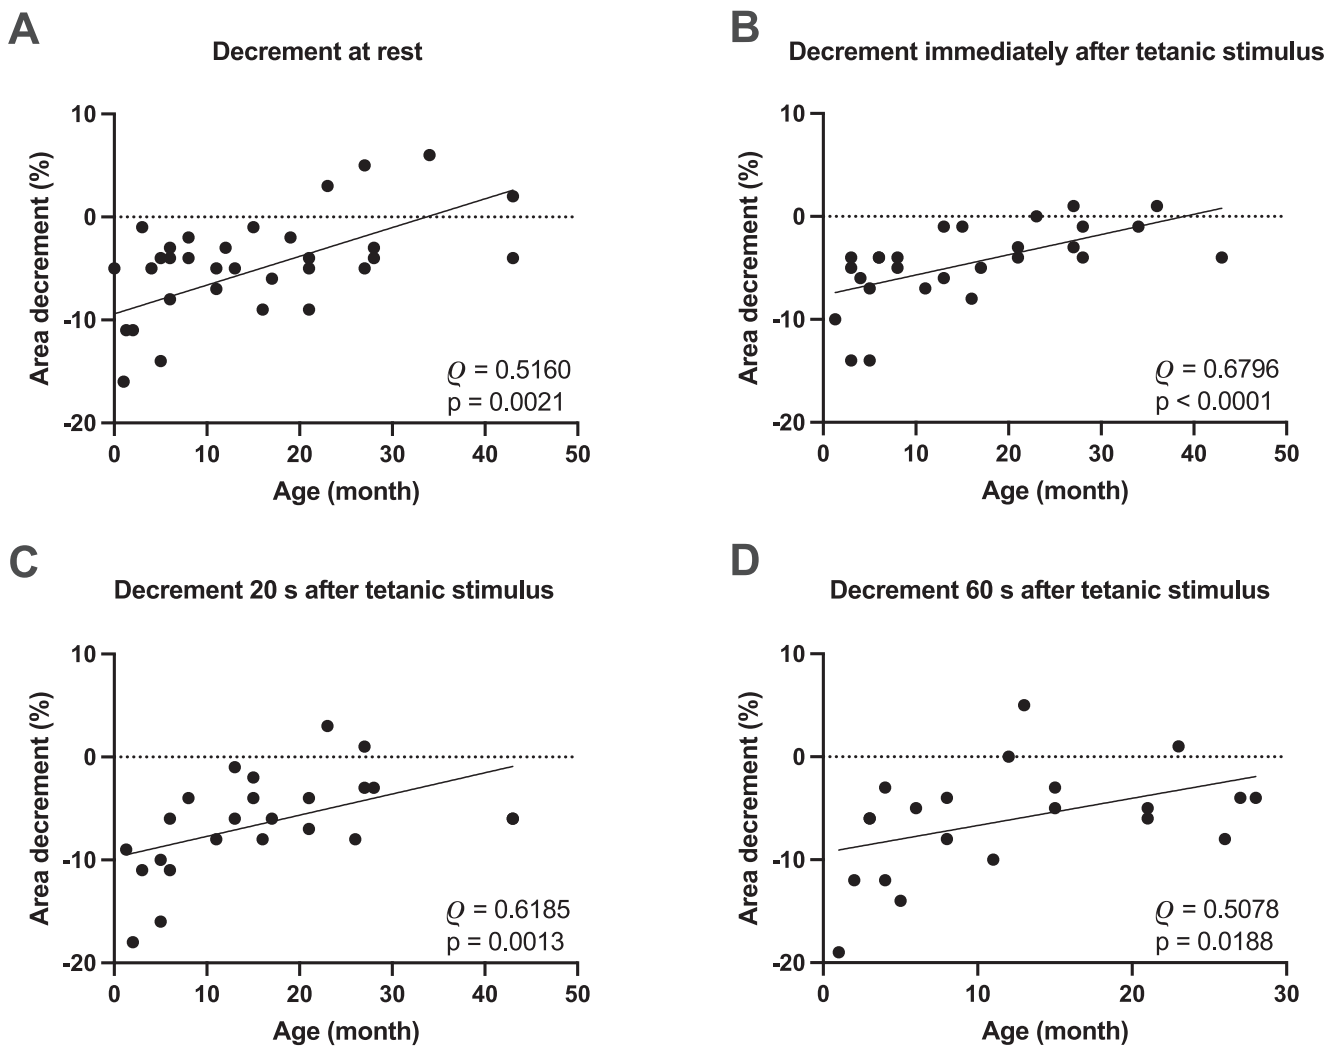 A
Decrement at rest
10
0
-10
-20
Area decrement (%)
ϱ = 0.5160
p = 0.0021
0 10 20 30 40 50
Age (month)
B
Decrement immediately after tetanic stimulus
10
0
-10
-20
Area decrement (%)
ϱ = 0.6796
p < 0.0001
0 10 20 30 40 50
Age (month)
C
Decrement 20 s after tetanic stimulus
10
0
-10
-20
Area decrement (%)
ϱ = 0.6185
p = 0.0013
0 10 20 30 40 50
Age (month)
D
Decrement 60 s after tetanic stimulus
10
0
-10
-20
Area decrement (%)
ϱ = 0.5078
p = 0.0188
0 10 20 30
Age (month)